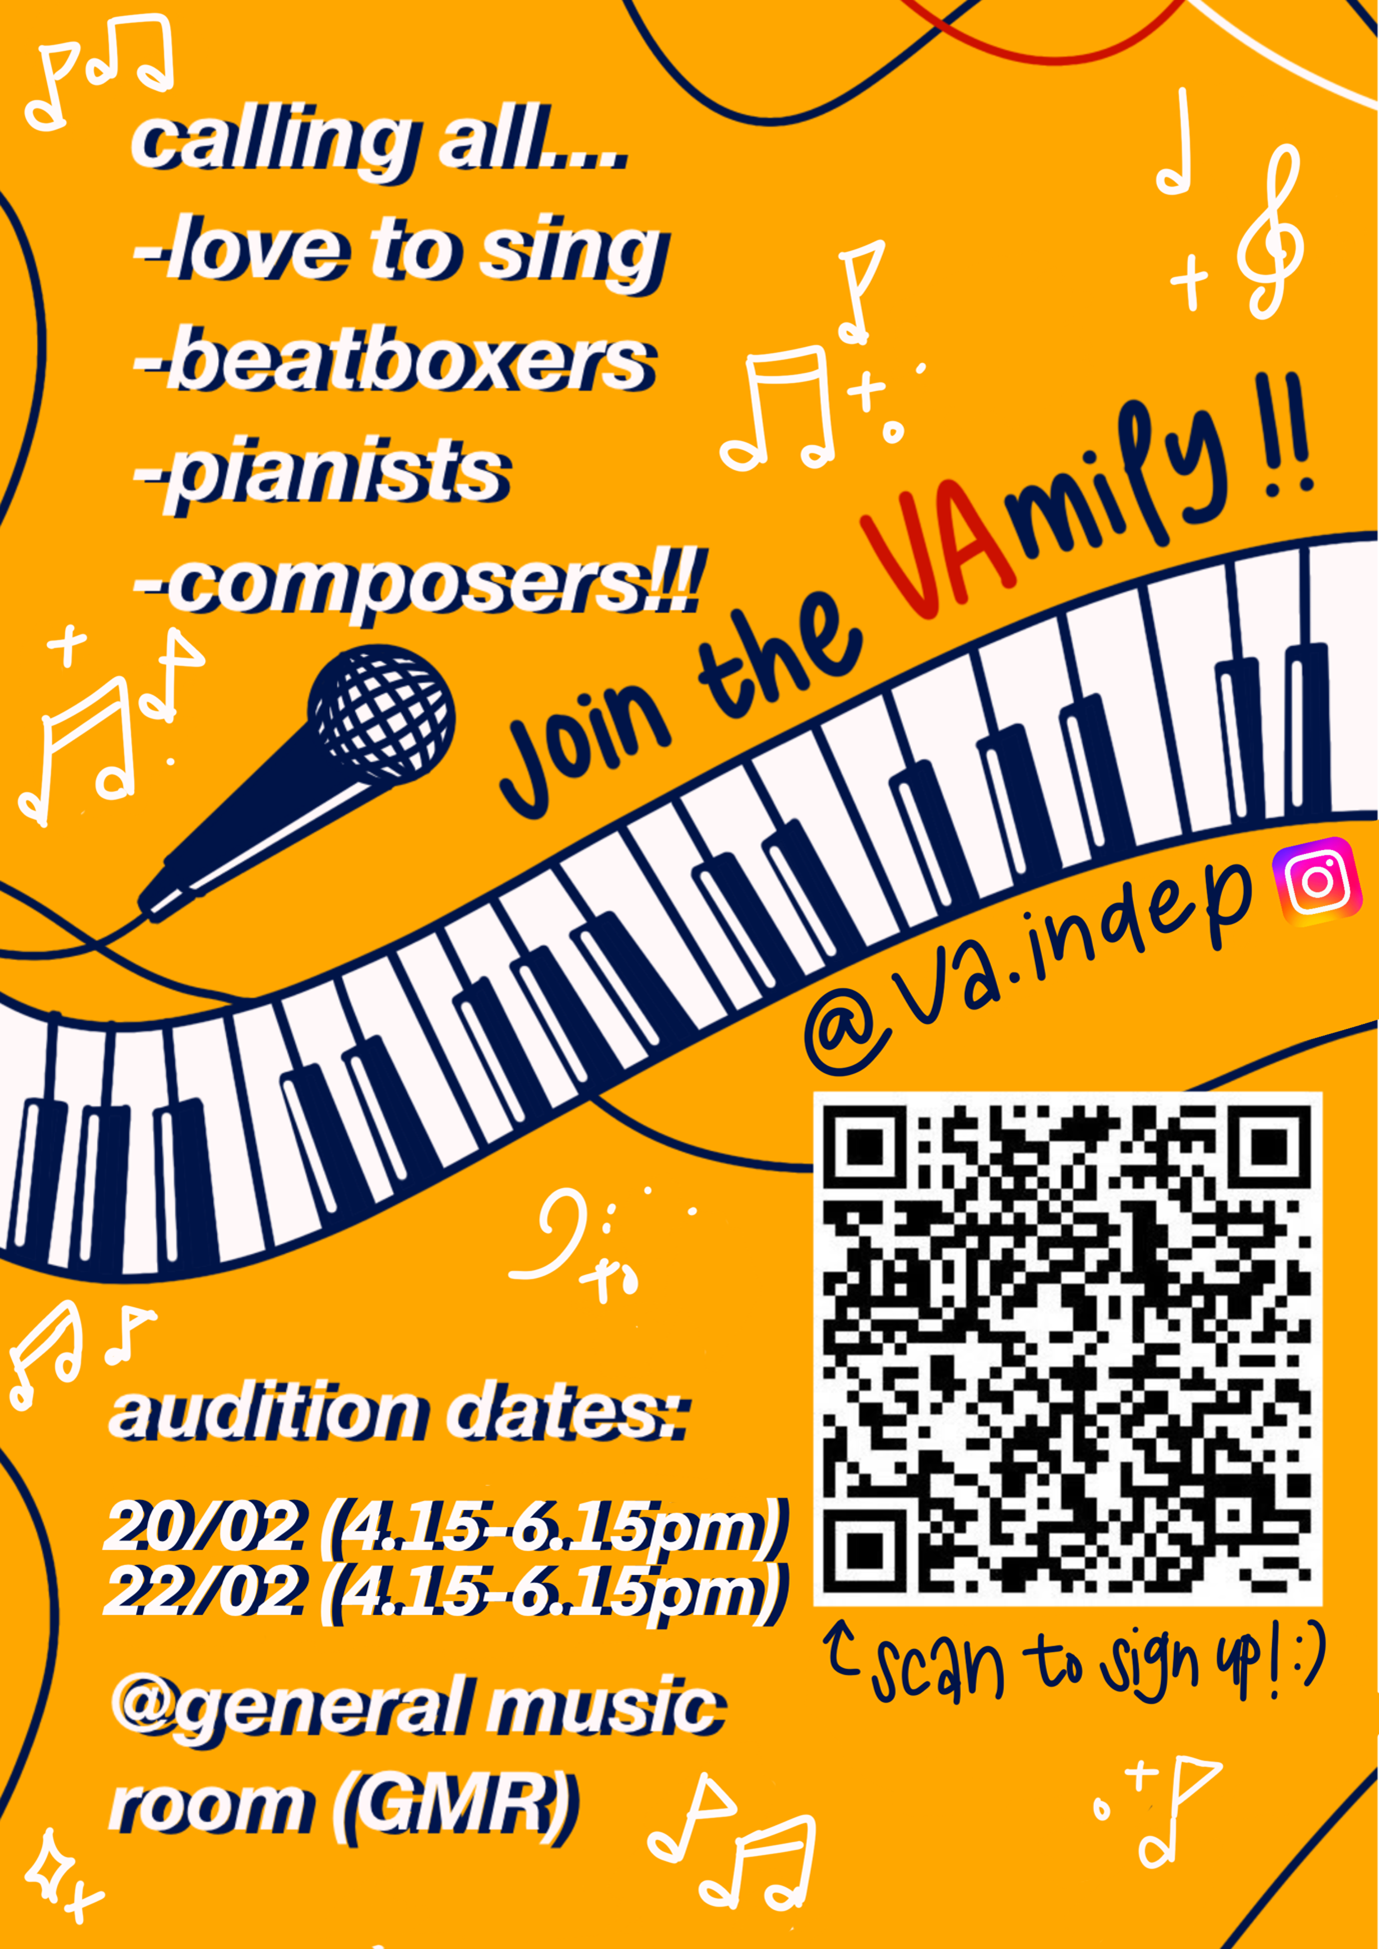 calling all...
-love to sing
-beatboxers
-pianists
-composers!!
Join the VAmily!!
@va.indep
audition dates:
20/02 (4.15-6.15pm)
22/02 (4.15-6.15pm)
@general music
room (GMR)
scan to sign up! :)